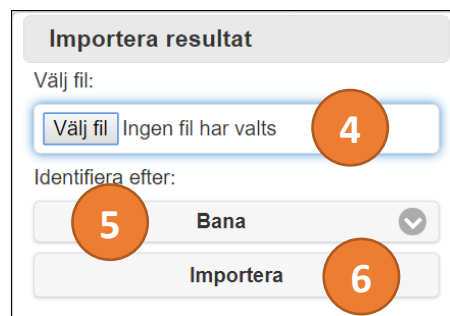 Importera resultat
Välj fil:
Välj fil Ingen fil har valts 4
Identifiera efter:
5 Bana
Importera 6